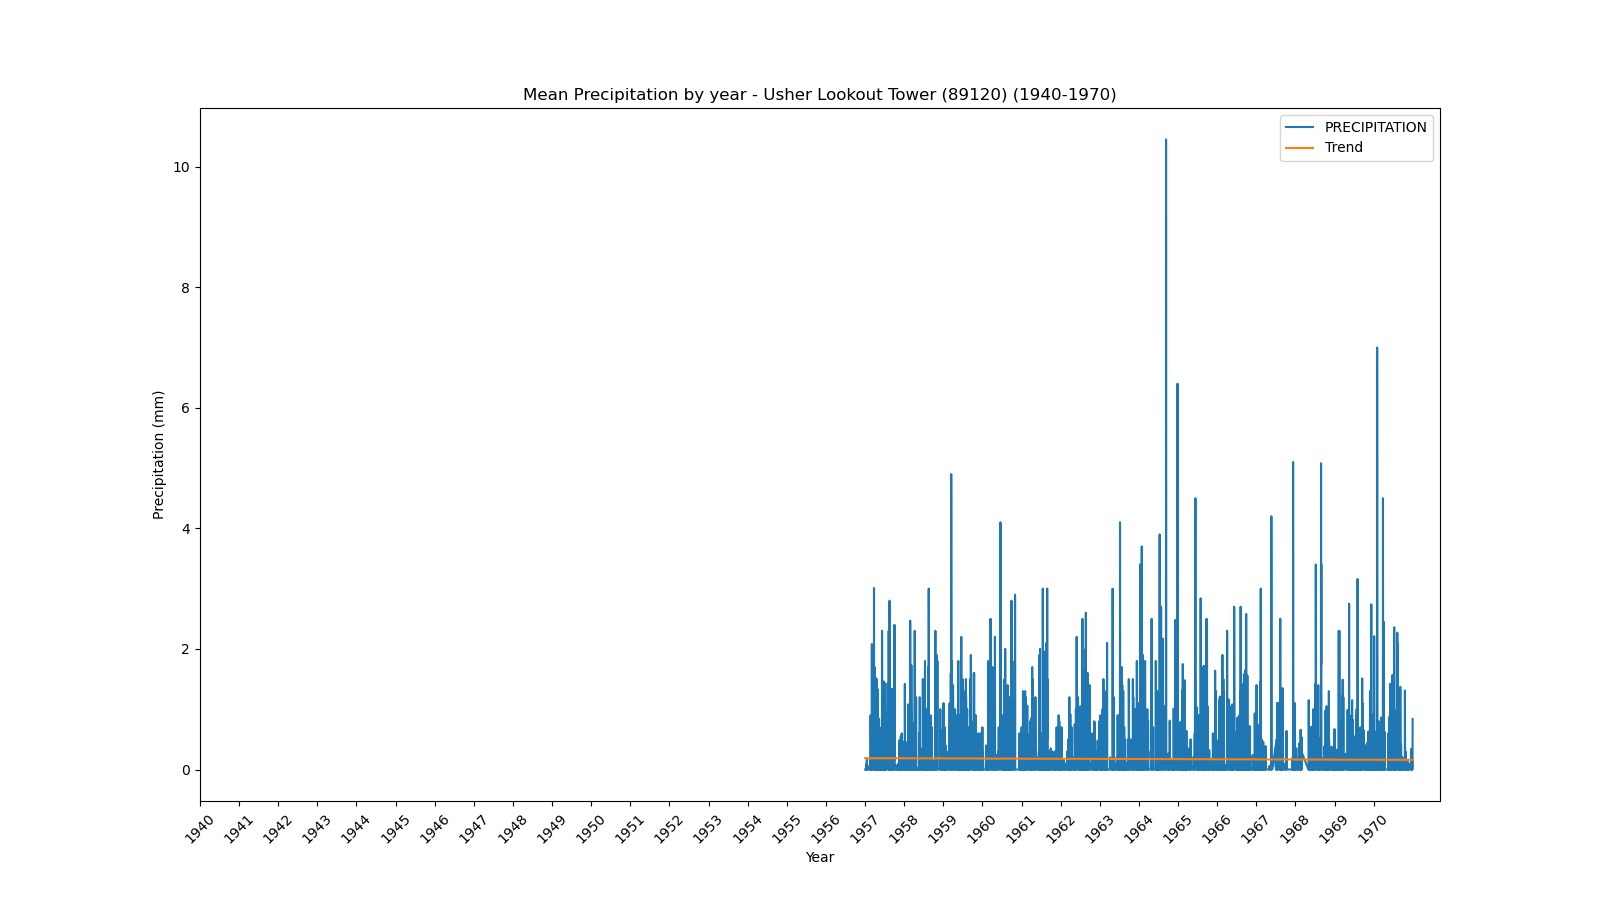 Mean Precipitation by year - Usher Lookout Tower (89120) (1940-1970)
PRECIPITATION
Trend
Precipitation (mm)
10
8
6
4
2
0
1940 1941 1942 1943 1944 1945 1946 1947 1948 1949 1950 1951 1952 1953 1954 1955 1956 1957 1958 1959 1960 1961 1962 1963 1964 1965 1966 1967 1968 1969 1970
Year